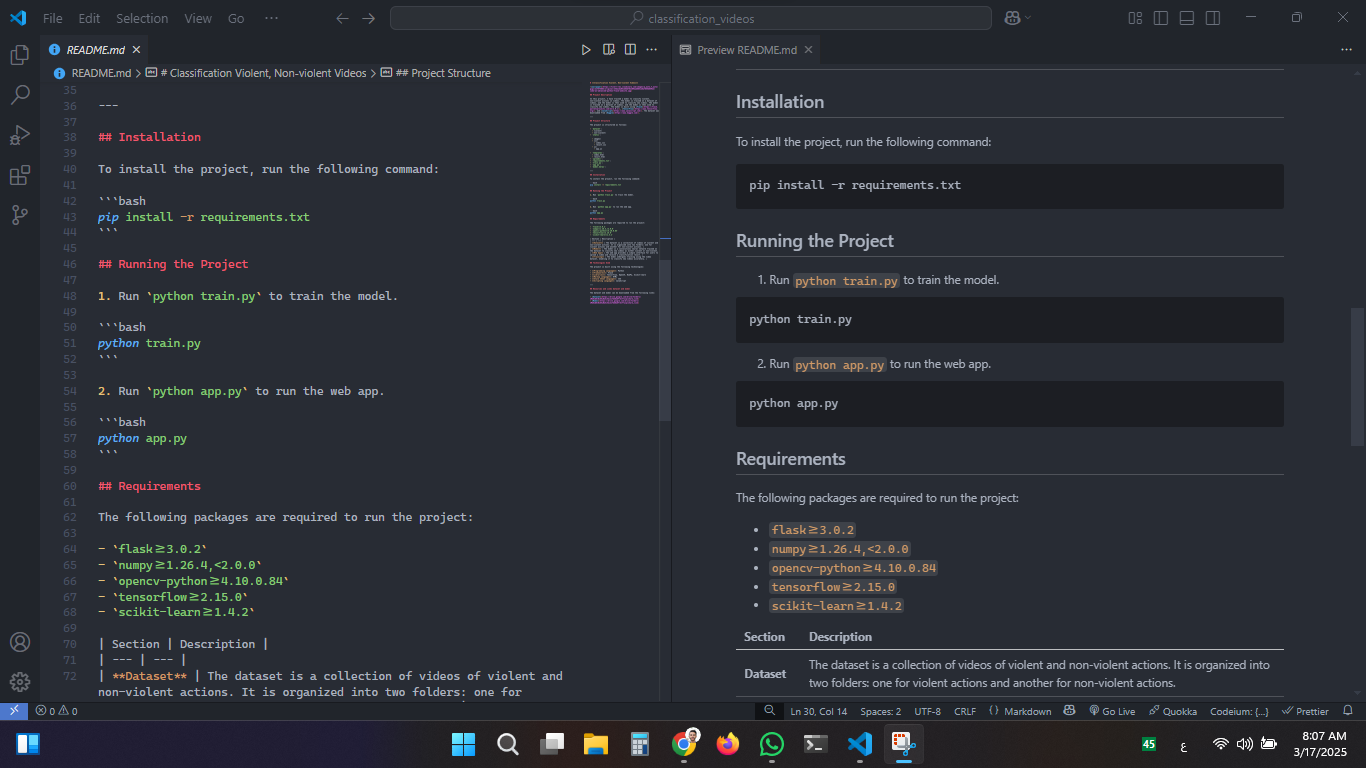 File Edit Selection View Go ···
classification_videos
README.md
Preview README.md
README.md > # Classification Violent, Non-violent Videos > ## Project Structure
35
36 ---
37
38 ## Installation
39
40 To install the project, run the following command:
41
42 ```bash
43 pip install -r requirements.txt
44 ```
45
46 ## Running the Project
47
48 1. Run `python train.py` to train the model.
49
50 ```bash
51 python train.py
52 ```
53
54 2. Run `python app.py` to run the web app.
55
56 ```bash
57 python app.py
58 ```
59
60 ## Requirements
61
62 The following packages are required to run the project:
63
64 - `flask≥3.0.2`
65 - `numpy≥1.26.4,<2.0.0`
66 - `opencv-python≥4.10.0.84`
67 - `tensorflow≥2.15.0`
68 - `scikit-learn≥1.4.2`
69
70 | Section | Description |
71 | --- | --- |
72 | **Dataset** | The dataset is a collection of videos of violent and
non-violent actions. It is organized into two folders: one for
Installation
To install the project, run the following command:
pip install -r requirements.txt
Running the Project
1. Run python train.py to train the model.
python train.py
2. Run python app.py to run the web app.
python app.py
Requirements
The following packages are required to run the project:
• flask≥3.0.2
• numpy≥1.26.4,<2.0.0
• opencv-python≥4.10.0.84
• tensorflow≥2.15.0
• scikit-learn≥1.4.2
Section Description
Dataset The dataset is a collection of videos of violent and non-violent actions. It is organized into
two folders: one for violent actions and another for non-violent actions.
0 0
Ln 30, Col 14 Spaces: 2 UTF-8 CRLF {} Markdown Go Live Quokka Codeium: {...} Prettier
45 ع 8:07 AM
3/17/2025